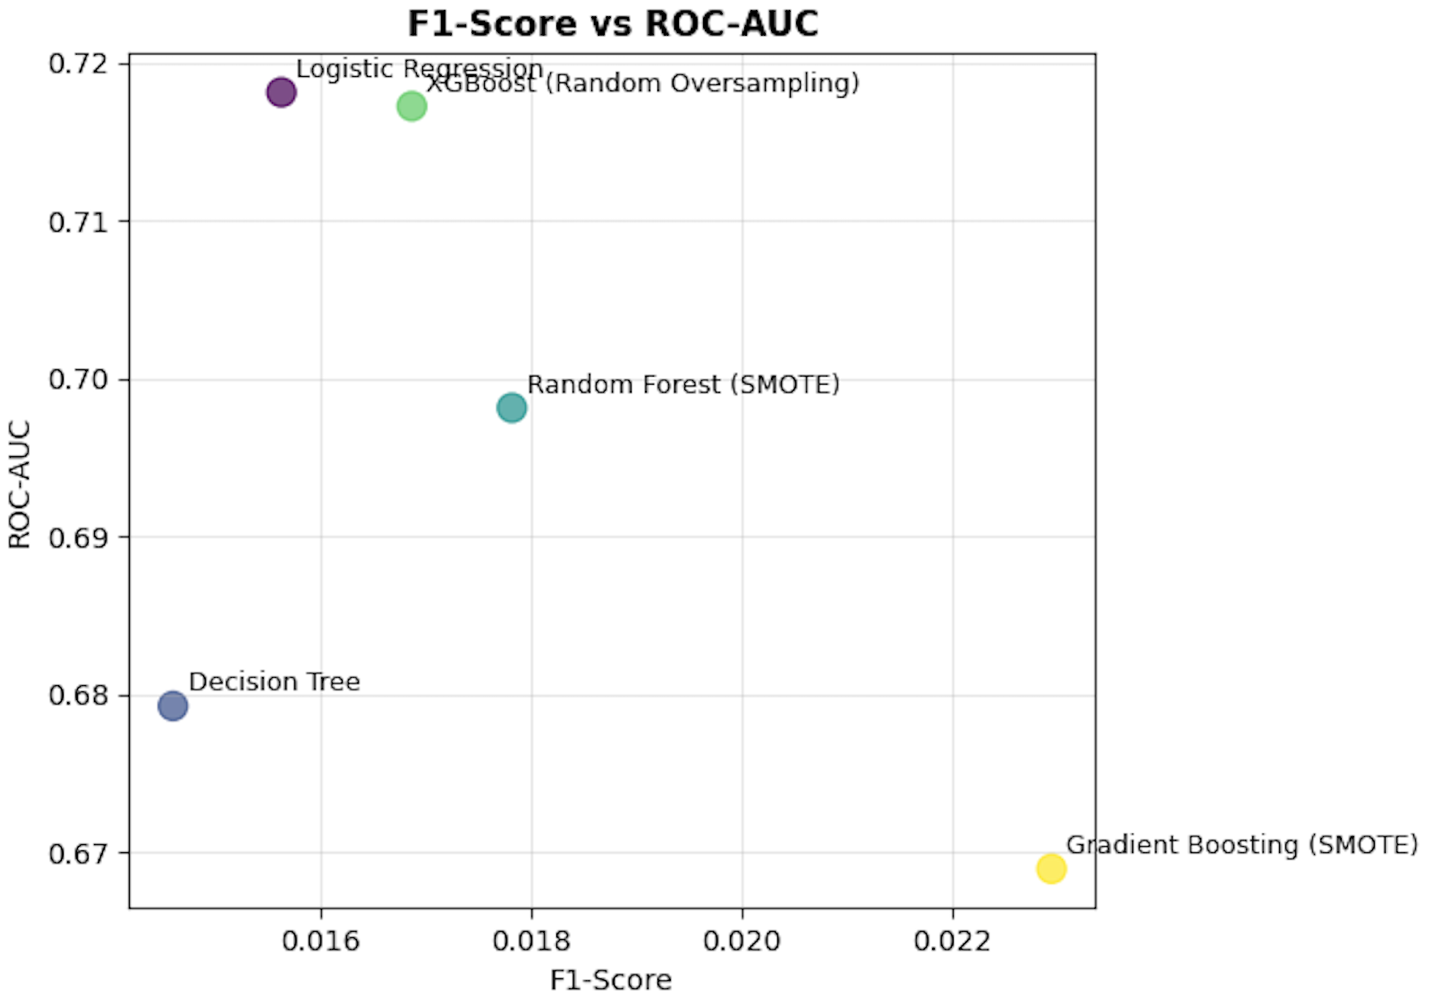 F1-Score vs ROC-AUC
0.72
Logistic Regression
XGBoost (Random Oversampling)
0.71
0.70
Random Forest (SMOTE)
ROC-AUC
0.69
0.68
Decision Tree
0.67
Gradient Boosting (SMOTE)
0.016 0.018 0.020 0.022
F1-Score